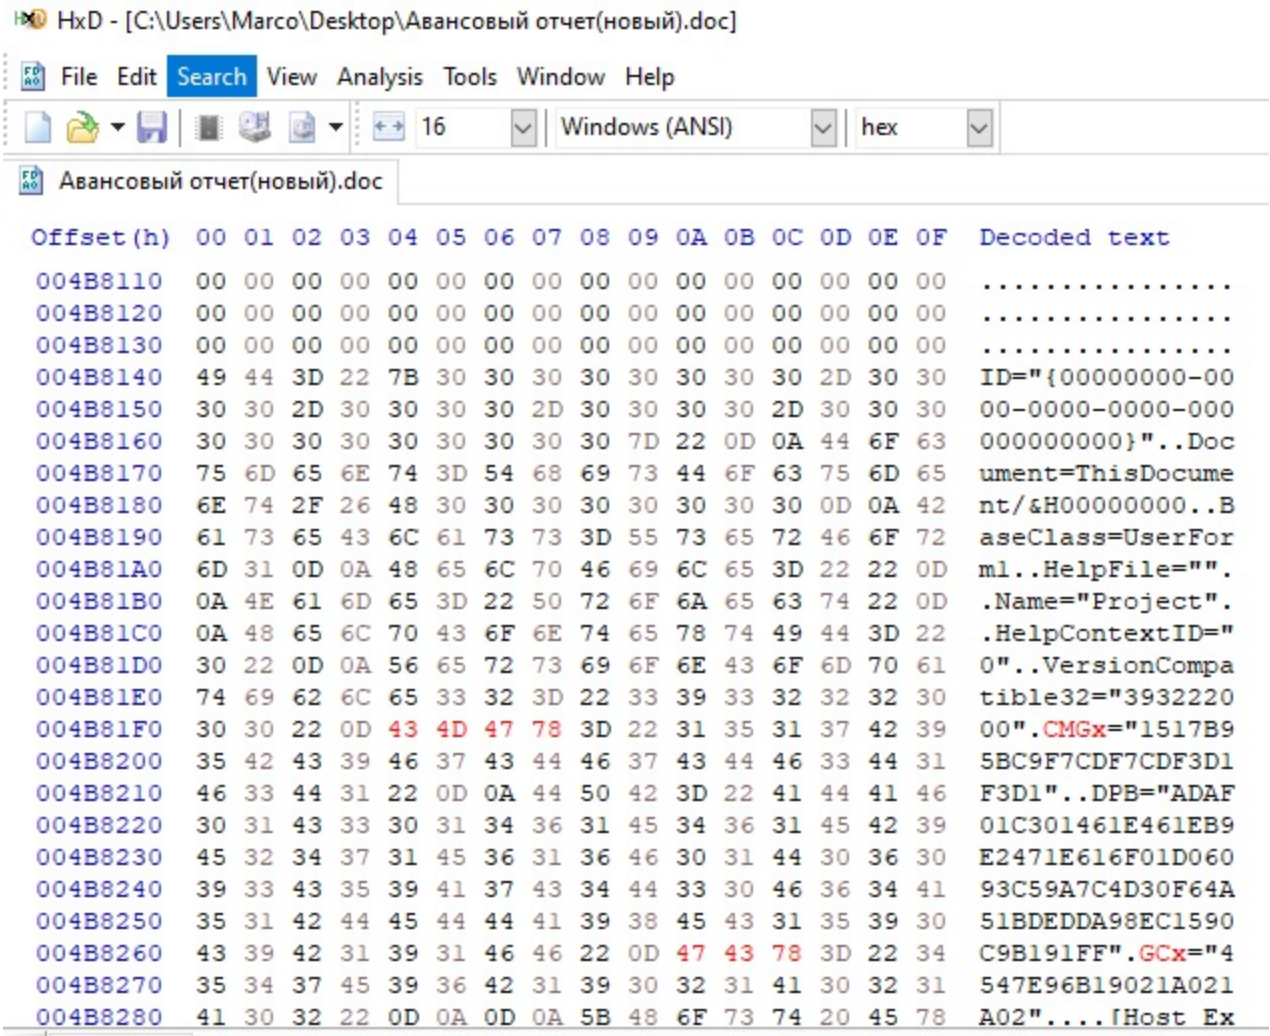 HxD - [C:\Users\Marco\Desktop\Авансовый отчет(новый).doc]
File Edit Search View Analysis Tools Window Help
16 Windows (ANSI) hex
Авансовый отчет(новый).doc
Offset(h) 00 01 02 03 04 05 06 07 08 09 0A 0B 0C 0D 0E 0F Decoded text
004B8110 00 00 00 00 00 00 00 00 00 00 00 00 00 00 00 00 ................
004B8120 00 00 00 00 00 00 00 00 00 00 00 00 00 00 00 00 ................
004B8130 00 00 00 00 00 00 00 00 00 00 00 00 00 00 00 00 ................
004B8140 49 44 3D 22 7B 30 30 30 30 30 30 30 30 2D 30 30 ID="{00000000-00
004B8150 30 30 2D 30 30 30 30 2D 30 30 30 30 2D 30 30 30 00-0000-0000-000
004B8160 30 30 30 30 30 30 30 30 30 7D 22 0D 0A 44 6F 63 000000000}"..Doc
004B8170 75 6D 65 6E 74 3D 54 68 69 73 44 6F 63 75 6D 65 ument=ThisDocume
004B8180 6E 74 2F 26 48 30 30 30 30 30 30 30 30 0D 0A 42 nt/&H00000000..B
004B8190 61 73 65 43 6C 61 73 73 3D 55 73 65 72 46 6F 72 aseClass=UserFor
004B81A0 6D 31 0D 0A 48 65 6C 70 46 69 6C 65 3D 22 22 0D m1..HelpFile="".
004B81B0 0A 4E 61 6D 65 3D 22 50 72 6F 6A 65 63 74 22 0D .Name="Project".
004B81C0 0A 48 65 6C 70 43 6F 6E 74 65 78 74 49 44 3D 22 .HelpContextID="
004B81D0 30 22 0D 0A 56 65 72 73 69 6F 6E 43 6F 6D 70 61 0"..VersionCompa
004B81E0 74 69 62 6C 65 33 32 3D 22 33 39 33 32 32 32 30 tible32="3932220
004B81F0 30 30 22 0D 43 4D 47 78 3D 22 31 35 31 37 42 39 00".CMGx="1517B9
004B8200 35 42 43 39 46 37 43 44 46 37 43 44 46 33 44 31 5BC9F7CDF7CDF3D1
004B8210 46 33 44 31 22 0D 0A 44 50 42 3D 22 41 44 41 46 F3D1"..DPB="ADAF
004B8220 30 31 43 33 30 31 34 36 31 45 34 36 31 45 42 39 01C301461E461EB9
004B8230 45 32 34 37 31 45 36 31 36 46 30 31 44 30 36 30 E2471E616F01D060
004B8240 39 33 43 35 39 41 37 43 34 44 33 30 46 36 34 41 93C59A7C4D30F64A
004B8250 35 31 42 44 45 44 44 41 39 38 45 43 31 35 39 30 51BDEDDA98EC1590
004B8260 43 39 42 31 39 31 46 46 22 0D 47 43 78 3D 22 34 C9B191FF".GCx="4
004B8270 35 34 37 45 39 36 42 31 39 30 32 31 41 30 32 31 547E96B19021A021
004B8280 41 30 32 22 0D 0A 0D 0A 5B 48 6F 73 74 20 45 78 A02"....[Host Ex